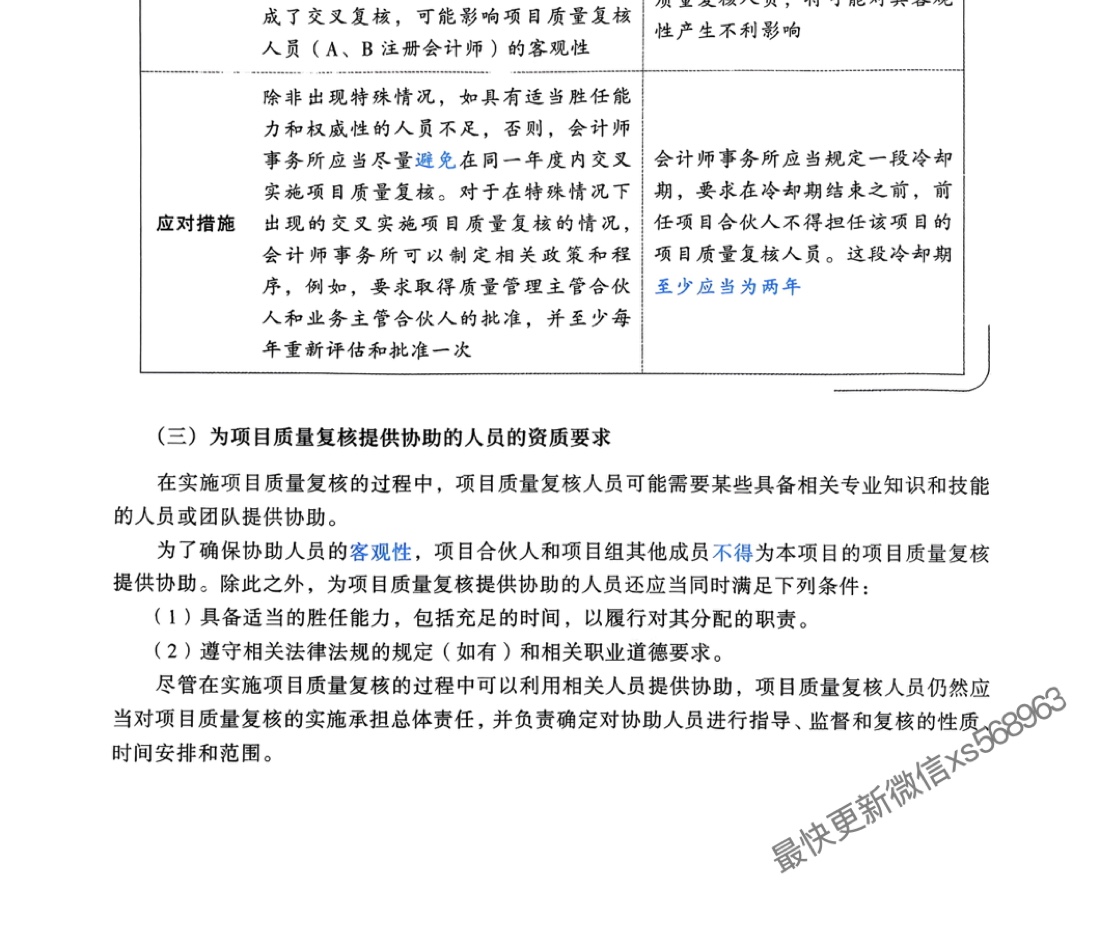 成了交叉复核，可能影响项目质量复核
人员（A、B 注册会计师）的客观性
性产生不利影响
应对措施
除非出现特殊情况，如具有适当胜任能
力和权威性的人员不足，否则，会计师
事务所应当尽量避免在同一年度内交叉
实施项目质量复核。对于在特殊情况下
出现的交叉实施项目质量复核的情况，
会计师事务所可以制定相关政策和程
序，例如，要求取得质量管理主管合伙
人和业务主管合伙人的批准，并至少每
年重新评估和批准一次
会计师事务所应当规定一段冷却
期，要求在冷却期结束之前，前
任项目合伙人不得担任该项目的
项目质量复核人员。这段冷却期
至少应当为两年
（三）为项目质量复核提供协助的人员的资质要求
在实施项目质量复核的过程中，项目质量复核人员可能需要某些具备相关专业知识和技能
的人员或团队提供协助。
为了确保协助人员的客观性，项目合伙人和项目组其他成员不得为本项目的项目质量复核
提供协助。除此之外，为项目质量复核提供协助的人员还应当同时满足下列条件：
（1）具备适当的胜任能力，包括充足的时间，以履行对其分配的职责。
（2）遵守相关法律法规的规定（如有）和相关职业道德要求。
尽管在实施项目质量复核的过程中可以利用相关人员提供协助，项目质量复核人员仍然应
当对项目质量复核的实施承担总体责任，并负责确定对协助人员进行指导、监督和复核的性质、
时间安排和范围。
最快更新微信xs568963